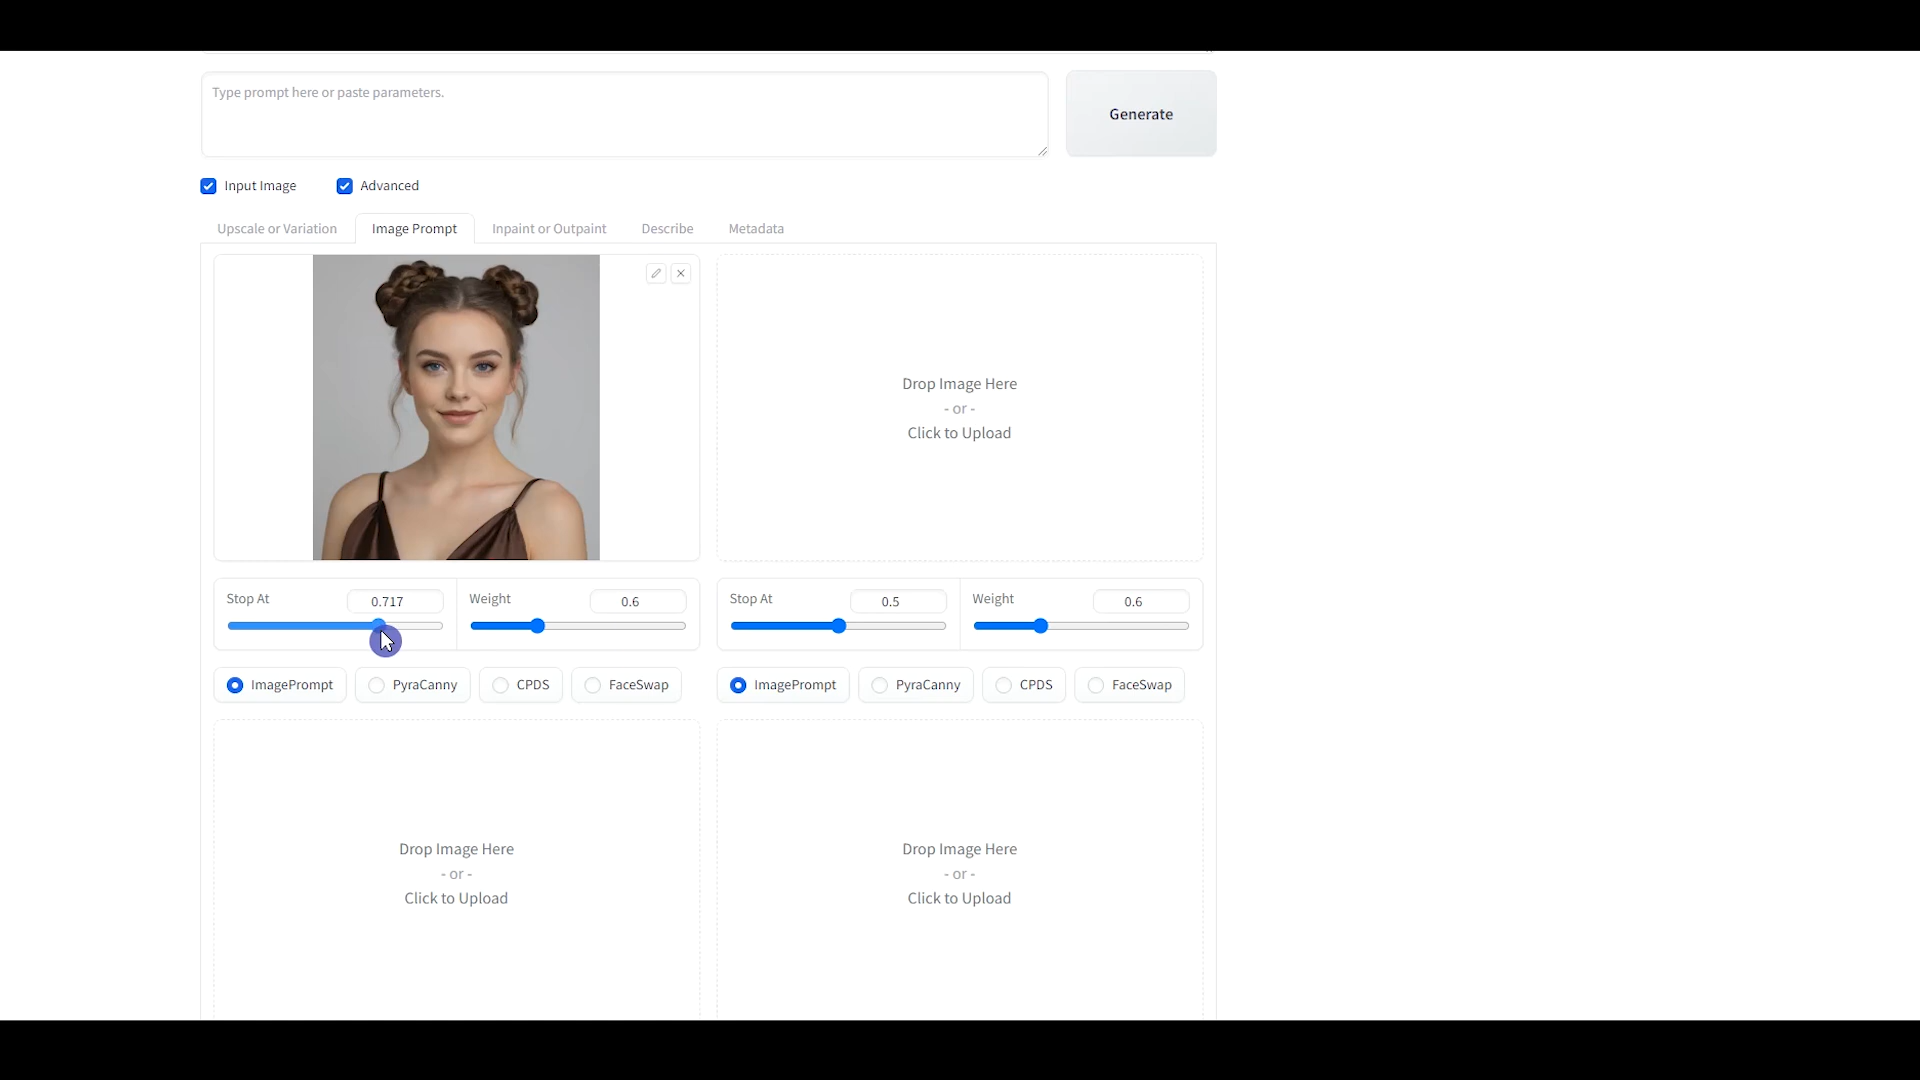 Type prompt here or paste parameters.
Generate
Input Image
Advanced
Upscale or Variation
Image Prompt
Inpaint or Outpaint
Describe
Metadata
Drop Image Here
- or -
Click to Upload
Stop At
0.717
Weight
0.6
Stop At
0.5
Weight
0.6
ImagePrompt
PyraCanny
CPDS
FaceSwap
ImagePrompt
PyraCanny
CPDS
FaceSwap
Drop Image Here
- or -
Click to Upload
Drop Image Here
- or -
Click to Upload